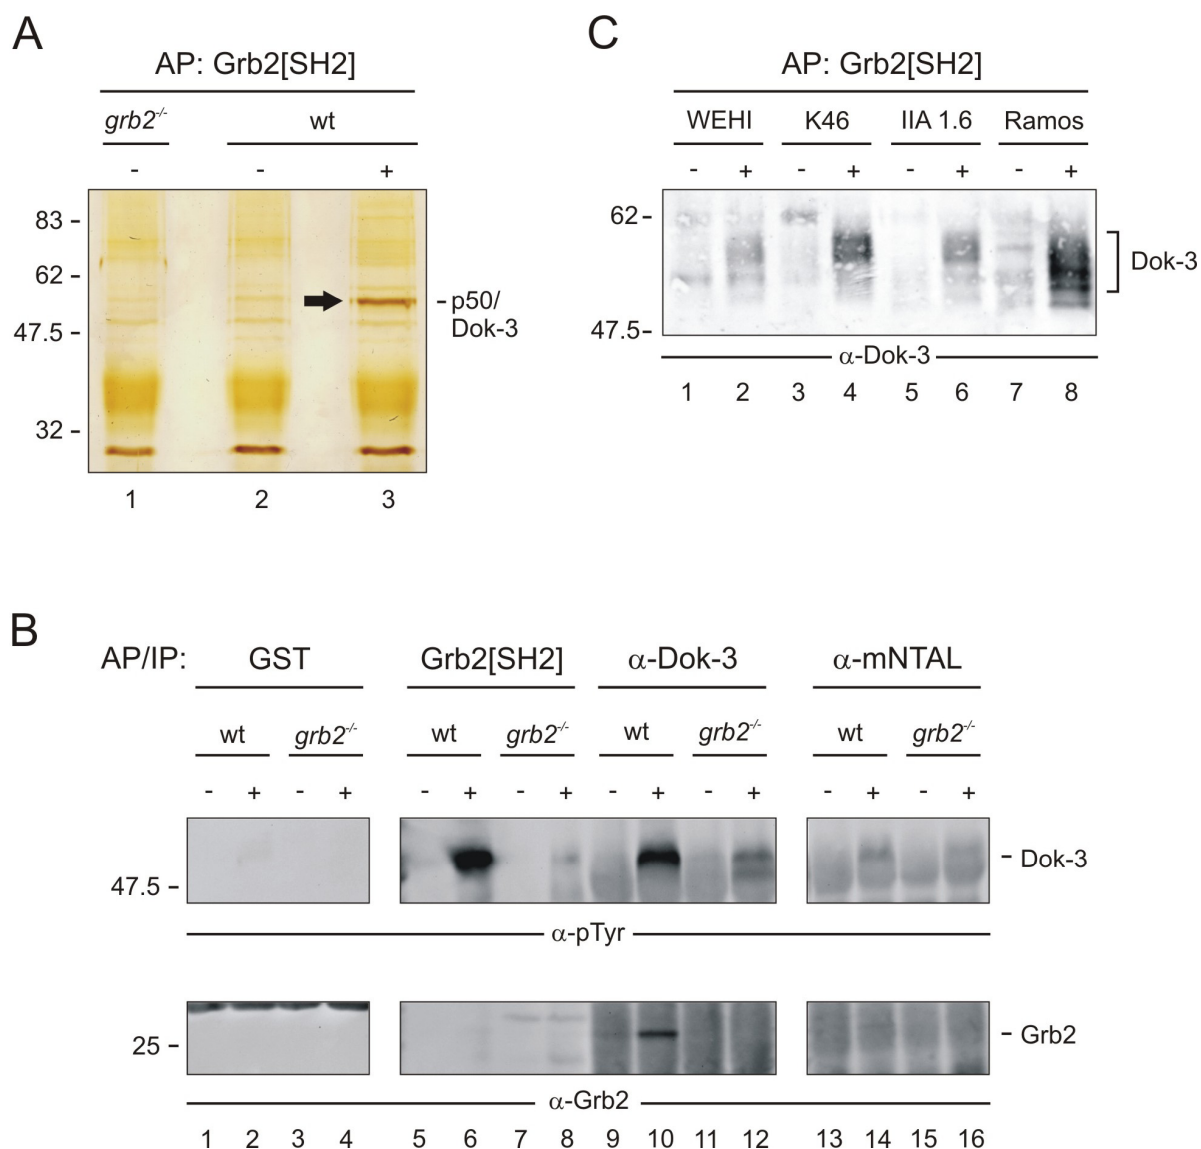 A
AP: Grb2[SH2]
grb2-/- wt
- - +
83 -
62 -
47.5 -
32 -
- p50/
Dok-3
1 2 3
C
AP: Grb2[SH2]
WEHI K46 IIA 1.6 Ramos
- + - + - + - +
62 -
47.5 -
Dok-3
α-Dok-3
1 2 3 4 5 6 7 8
B
AP/IP: GST Grb2[SH2] α-Dok-3 α-mNTAL
wt grb2-/- wt grb2-/- wt grb2-/- wt grb2-/-
- + - + - + - + - + - + - + - +
47.5 -
- Dok-3
α-pTyr
25 -
- Grb2
α-Grb2
1 2 3 4 5 6 7 8 9 10 11 12 13 14 15 16